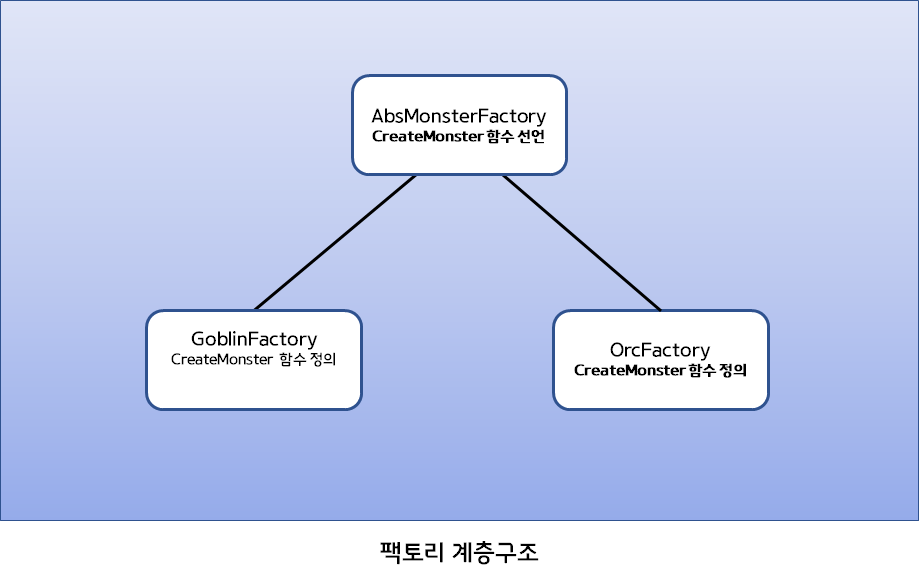 AbsMonsterFactory
CreateMonster 함수 선언
GoblinFactory
CreateMonster 함수 정의
OrcFactory
CreateMonster 함수 정의
팩토리 계층구조